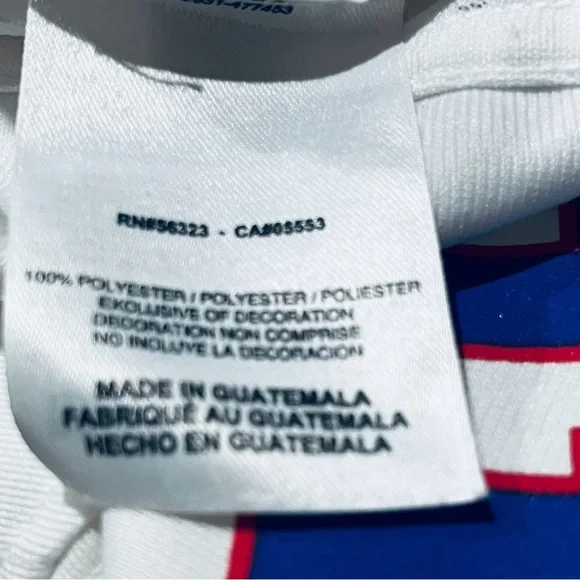 RN#56323 - CA#05553
100% POLYESTER / POLYESTER / POLIESTER
EXCLUSIVE OF DECORATION
DECORATION NON COMPRISE
NO INCLUYE LA DECORACION
MADE IN GUATEMALA
FABRIQUÉ AU GUATEMALA
HECHO EN GUATEMALA